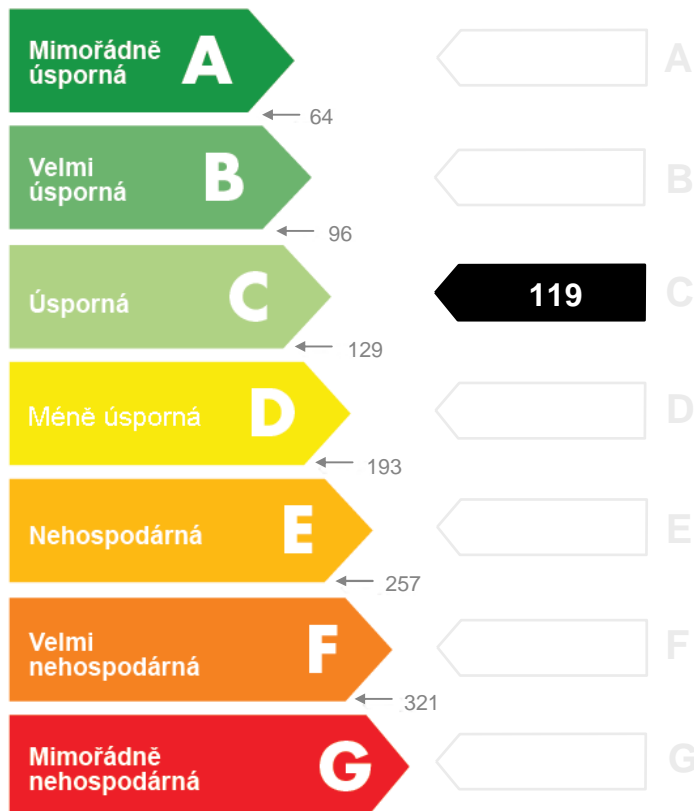 Mimořádně
úsporná
A
A
64
Velmi
úsporná
B
B
96
Úsporná
C
119
C
129
Méně úsporná
D
D
193
Nehospodárná
E
E
257
Velmi
nehospodárná
F
F
321
Mimořádně
nehospodárná
G
G